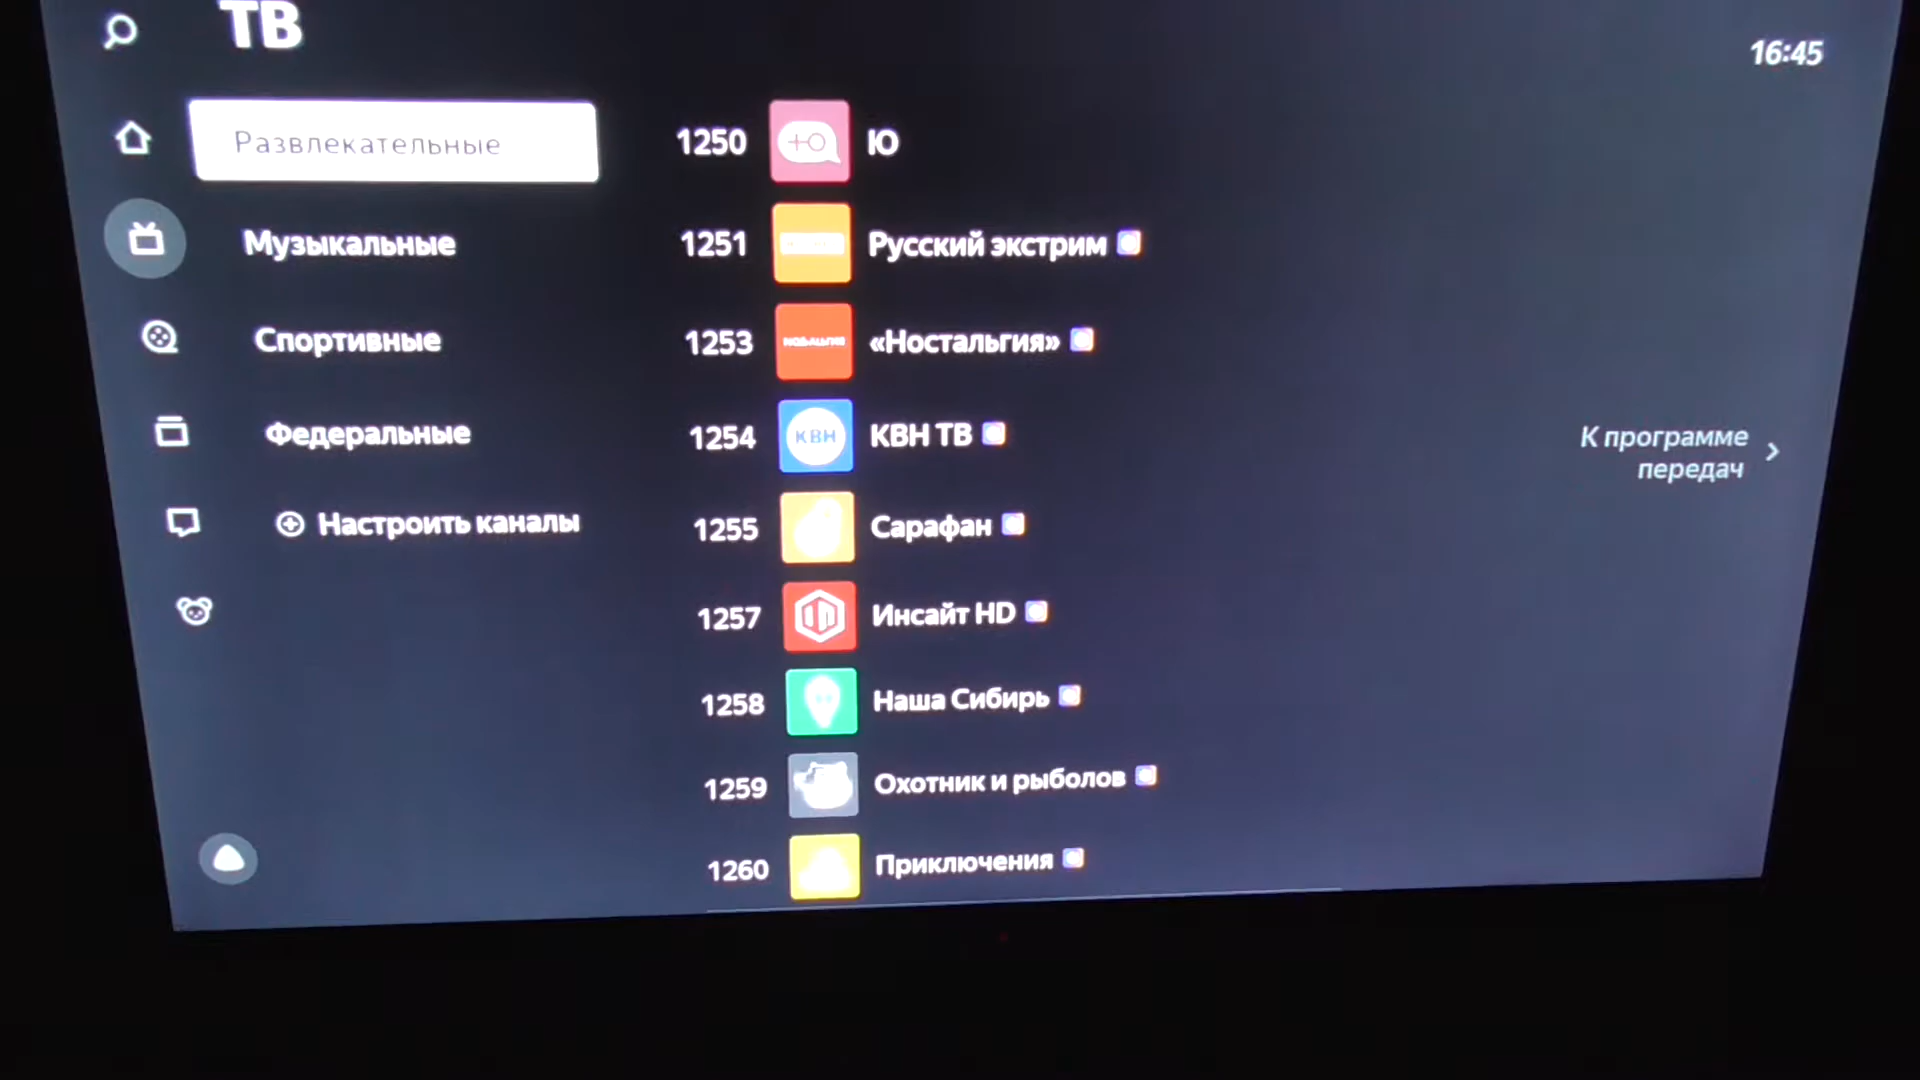 ТВ
16:45
Развлекательные
Музыкальные
Спортивные
Федеральные
Настроить каналы
1250 Ю Ю
1251 Русский экстрим
1253 «Ностальгия»
1254 КВН КВН ТВ
1255 Сарафан
1257 Инсайт HD
1258 Наша Сибирь
1259 Охотник и рыболов
1260 Приключения
К программе
передач